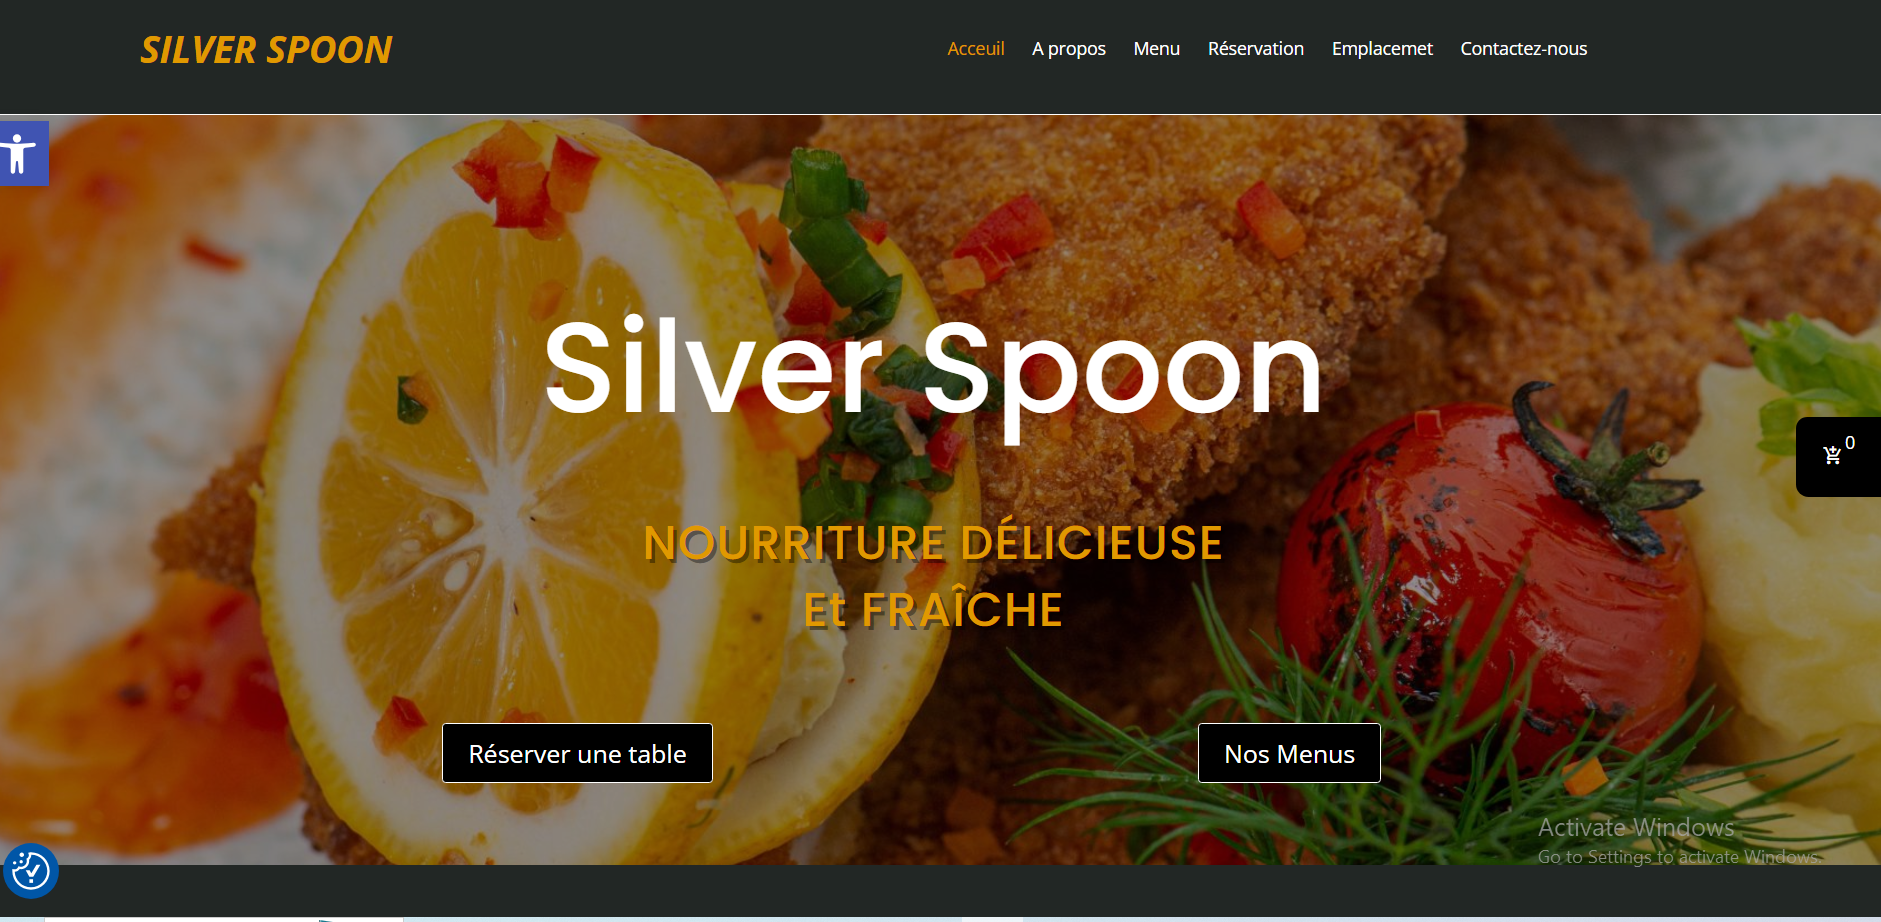 SILVER SPOON
Acceuil A propos Menu Réservation Emplacemet Contactez-nous
Silver Spoon
0
NOURRITURE DÉLICIEUSE
Et FRAÎCHE
Réserver une table
Nos Menus
Activate Windows
Go to Settings to activate Windows.